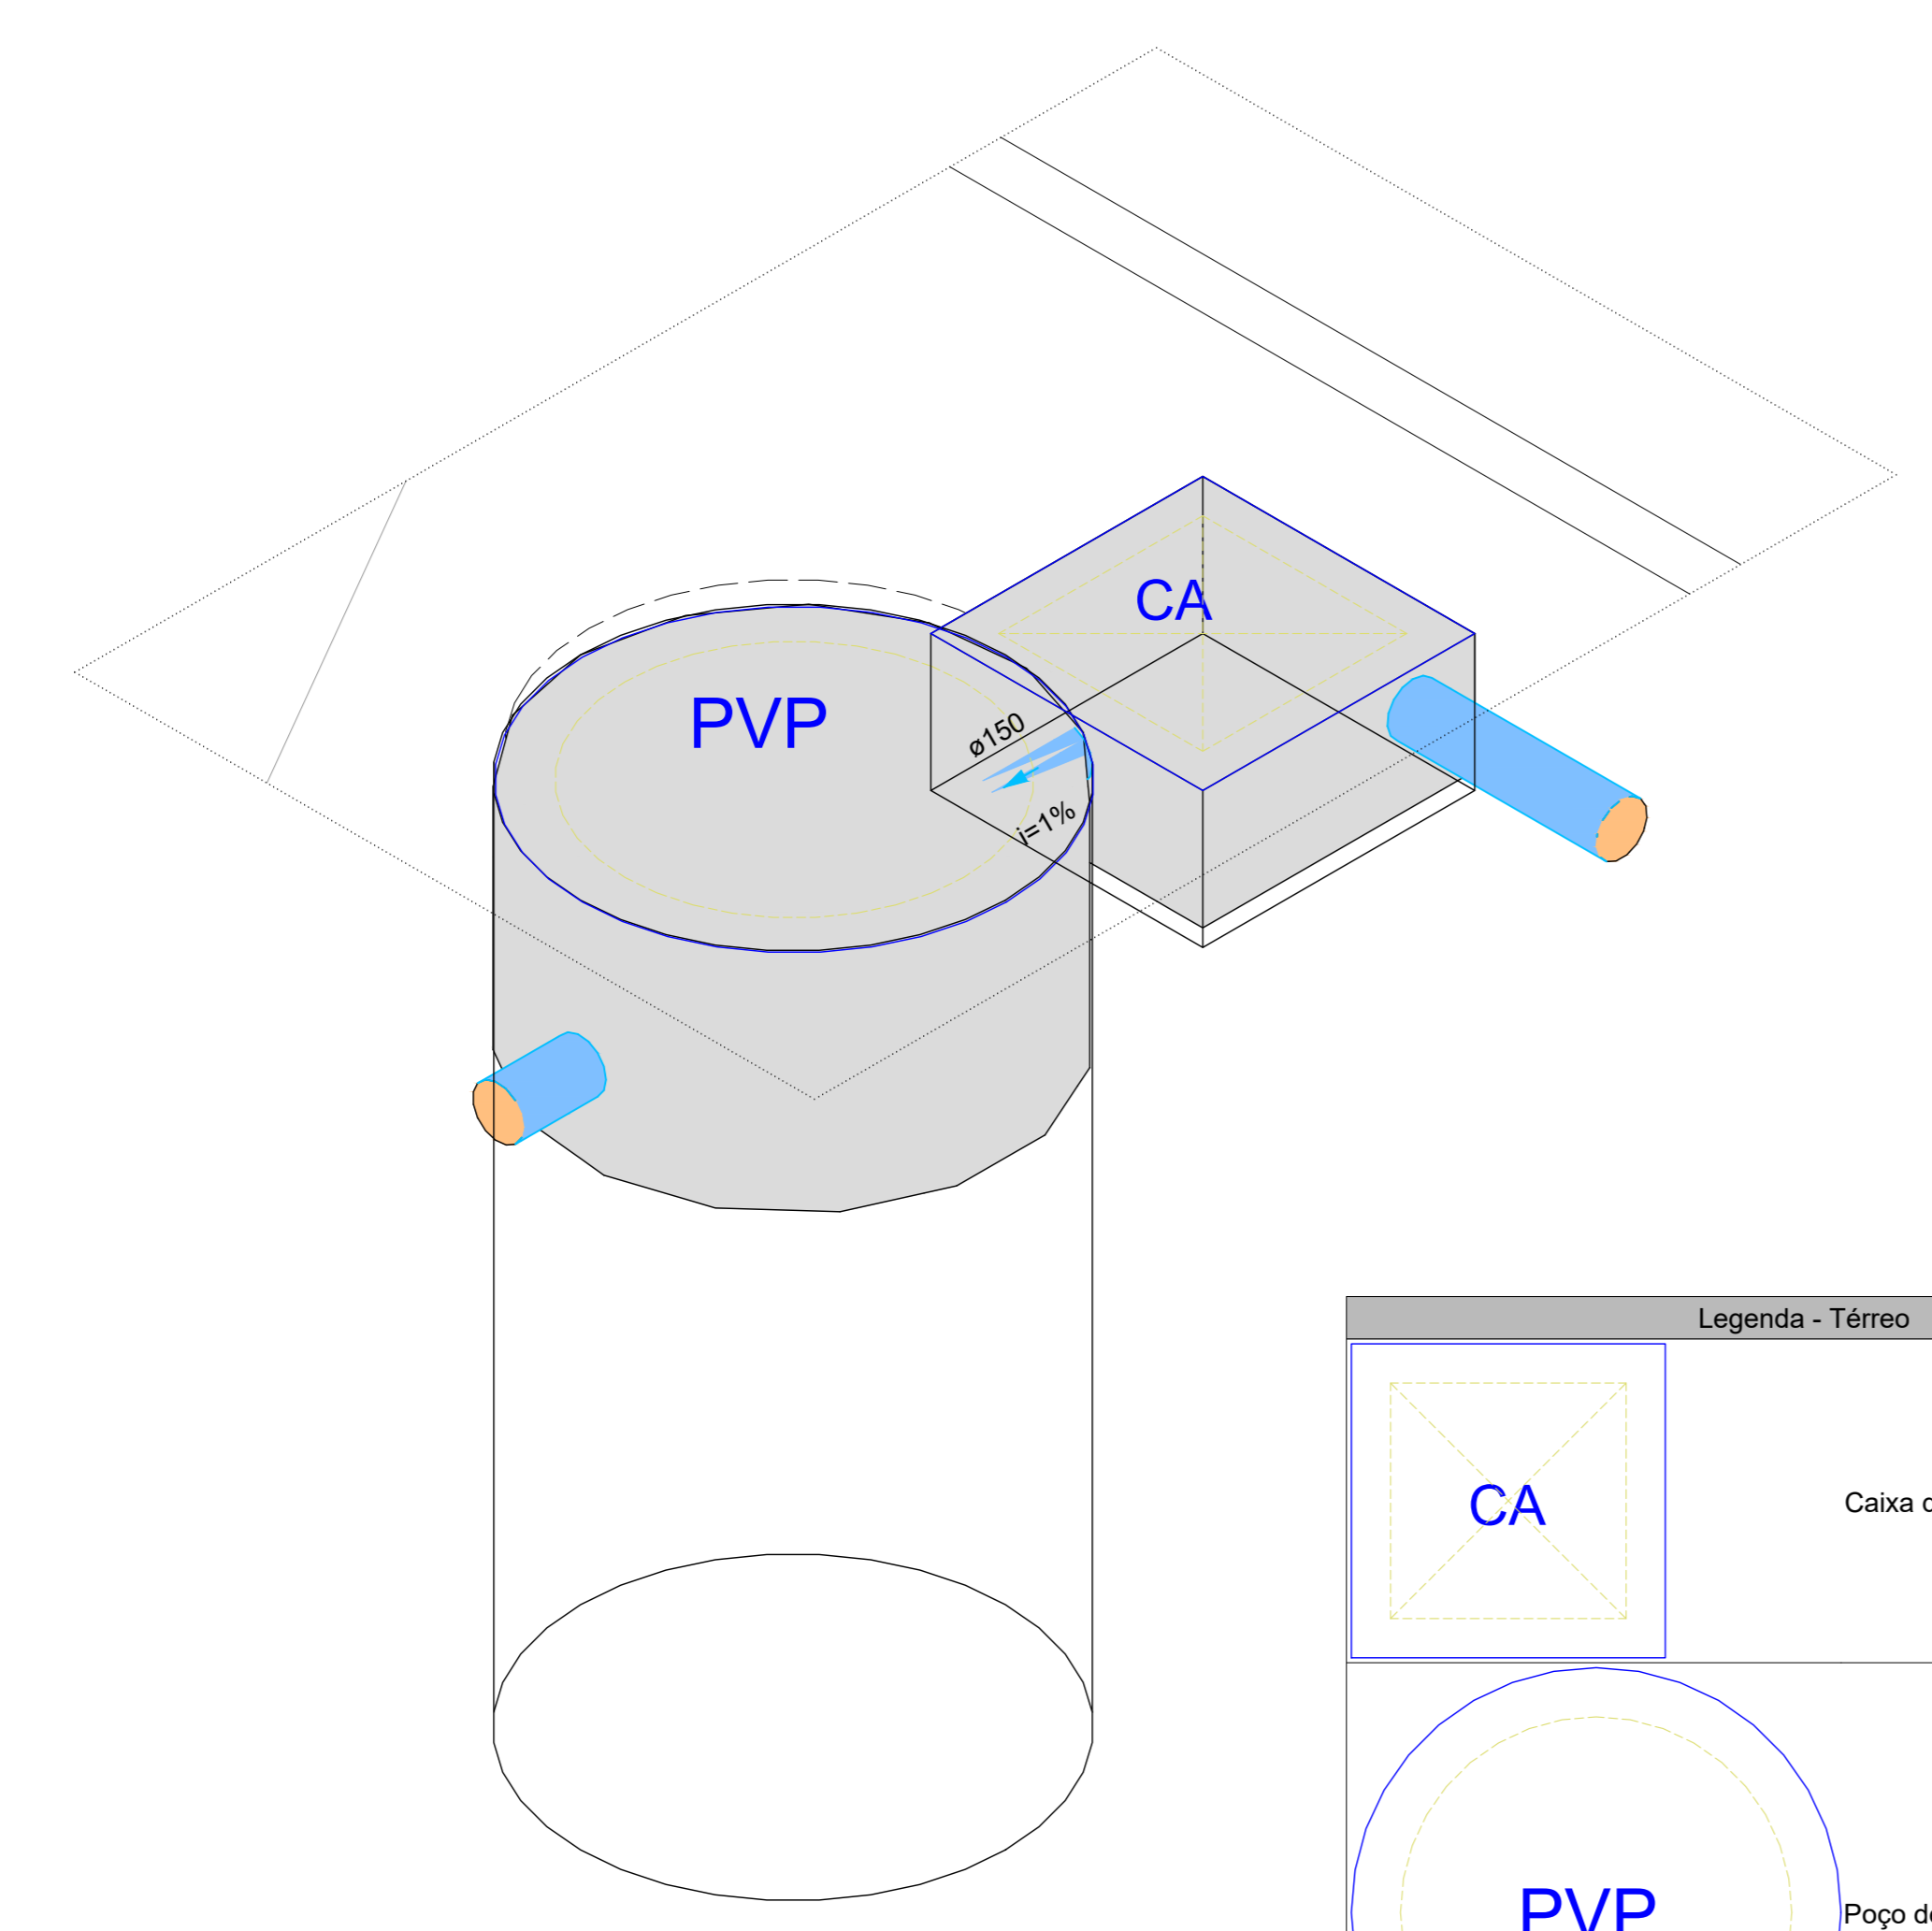 CA
PVP
ø150
i=1%
Legenda - Térreo
CA
Caixa
PVP
Poço